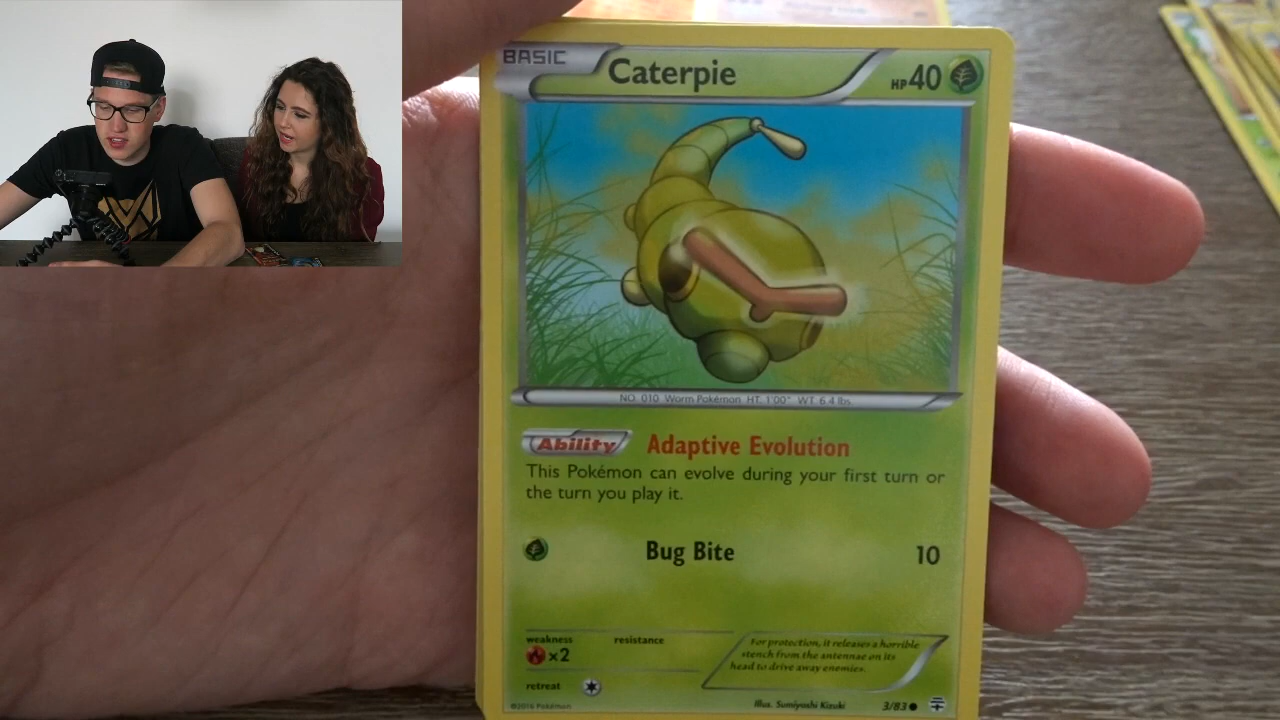 BASIC
Caterpie
HP 40
NO. 010 Worm Pokémon HT. 1'00" WT. 6.4 lbs
Ability Adaptive Evolution
This Pokémon can evolve during your first turn or
the turn you play it.
Bug Bite 10
weakness resistance
×2
For protection, it releases a horrible
stench from the antennae on its
head to drive away enemies.
retreat
©2016 Pokémon Illus. Sumiyoshi Kizuki 3/83